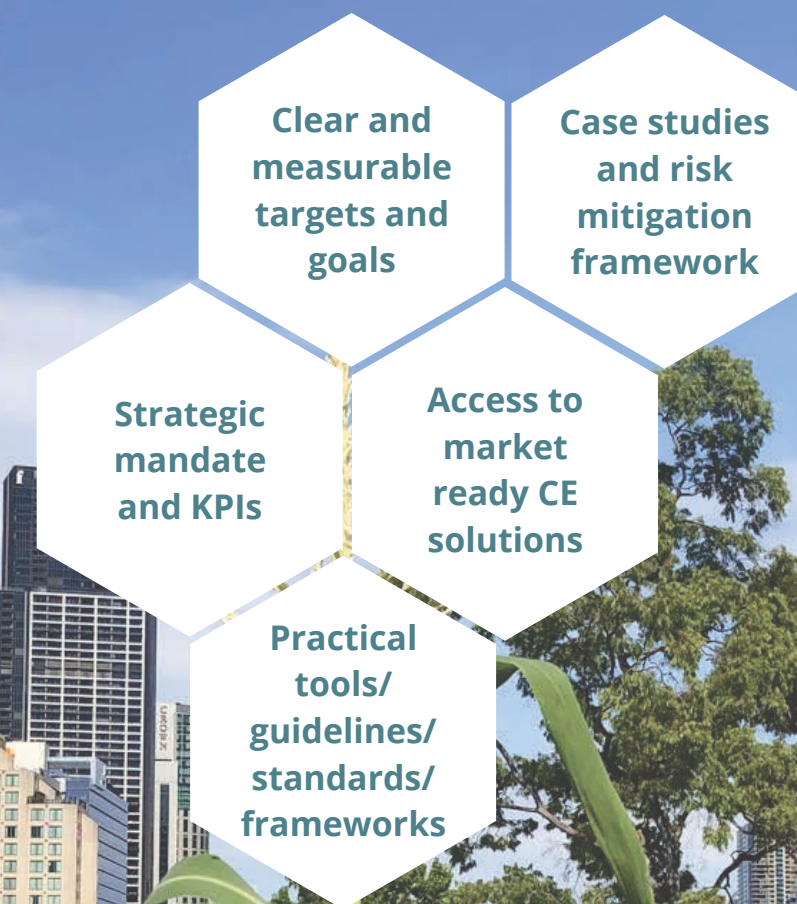 Clear and
measurable
targets and
goals
Case studies
and risk
mitigation
framework
Strategic
mandate
and KPIs
Access to
market
ready CE
solutions
Practical
tools/
guidelines/
standards/
frameworks